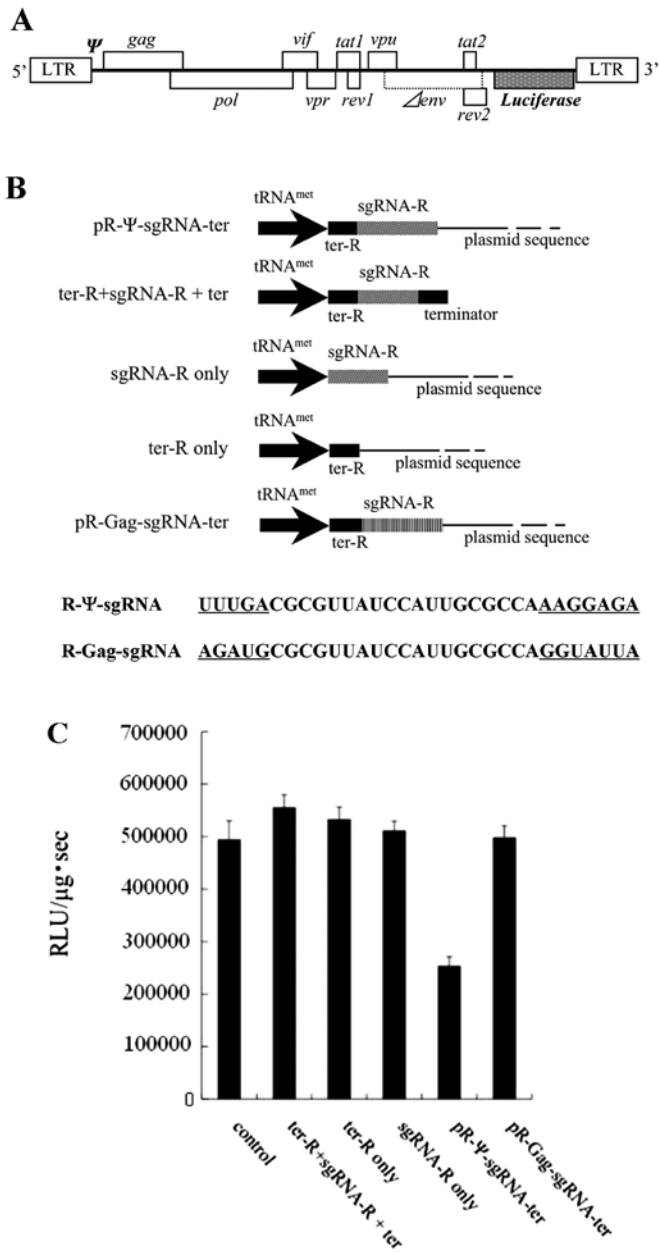 A
Ψ gag vif tat1 vpu tat2
5' LTR LTR 3'
pol vpr rev1 ⊿env rev2 Luciferase
B
tRNAmet
sgRNA-R
pR-Ψ-sgRNA-ter
ter-R
plasmid sequence
tRNAmet
sgRNA-R
ter-R+sgRNA-R + ter
ter-R
terminator
tRNAmet
sgRNA-R
sgRNA-R only
plasmid sequence
tRNAmet
ter-R only
ter-R
plasmid sequence
tRNAmet
sgRNA-R
pR-Gag-sgRNA-ter
ter-R
plasmid sequence
R-Ψ-sgRNA UUUGACGCGUUAUCCAUUGCGCCAAAGGAGA
R-Gag-sgRNA AGAUGCGCGUUAUCCAUUGCGCCAGGUAUUA
C
RLU/µg·sec
700000
600000
500000
400000
300000
200000
100000
0
control
ter-R+sgRNA-R + ter
ter-R only
sgRNA-R only
pR-Ψ-sgRNA-ter
pR-Gag-sgRNA-ter